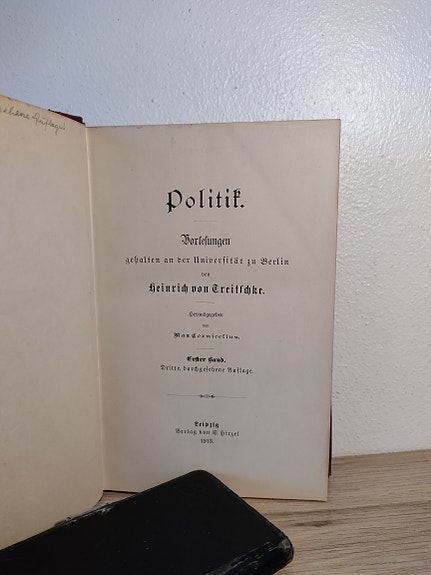 Politik.
Vorlesungen
gehalten an der Universität zu Berlin
von
Heinrich von Treitschke.
Herausgegeben
von
Max Cornicelius.
Erster Band.
Dritte, durchgesehene Auflage.
Leipzig
Verlag von S. Hirzel
1913.